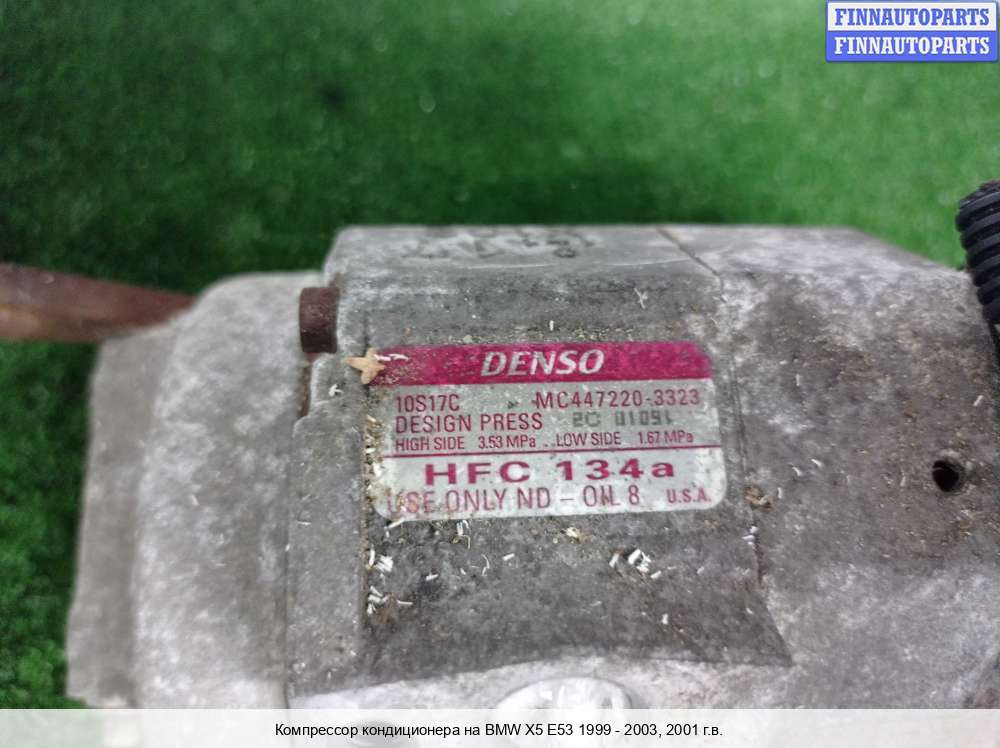 FINNAUTOPARTS
FINNAUTOPARTS
DENSO
10S17C MC447220-3323
DESIGN PRESS
HIGH SIDE 3.53 MPa LOW SIDE 1.67 MPa
HFC 134a
USE ONLY ND-OIL 8 U.S.A.
Компрессор кондиционера на BMW X5 E53 1999 - 2003, 2001 г.в.